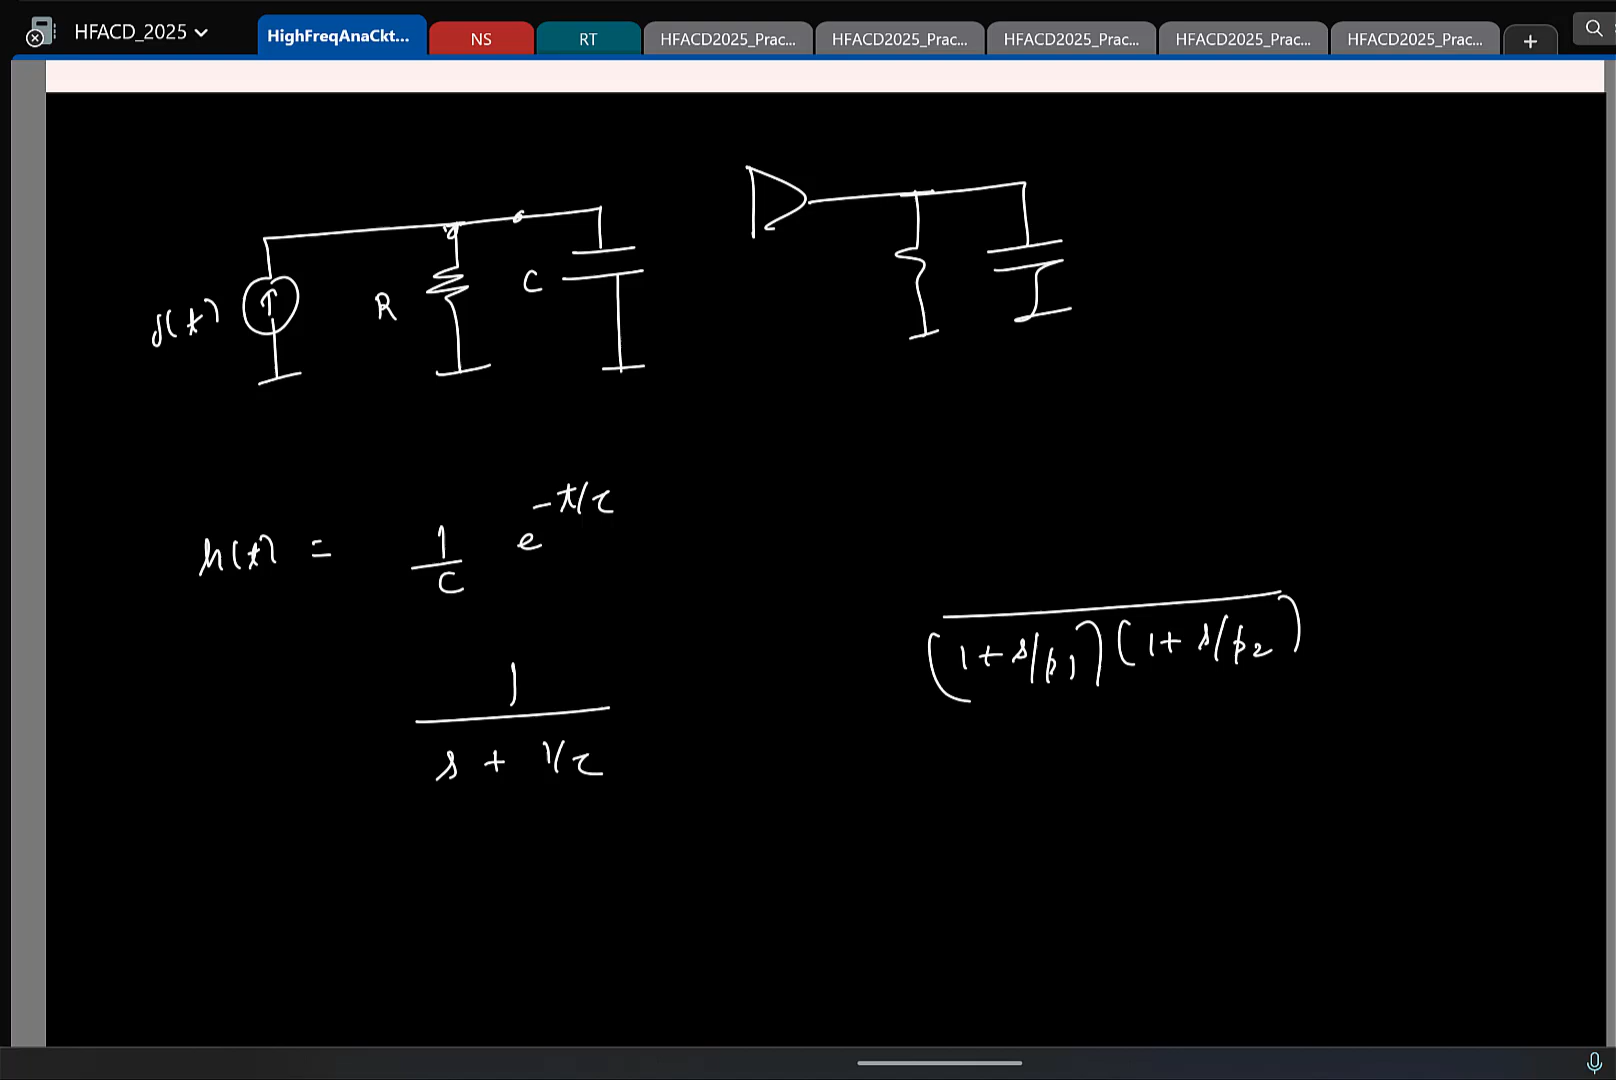 HFACD_2025
HighFreqAnaCkt...
NS
RT
HFACD2025_Prac...
HFACD2025_Prac...
HFACD2025_Prac...
HFACD2025_Prac...
HFACD2025_Prac...
+
δ(t)
R
C
h(t) = 1/C e^{-t/τ}
1/(s + 1/τ)
(1 + s/p₁)(1 + s/p₂)